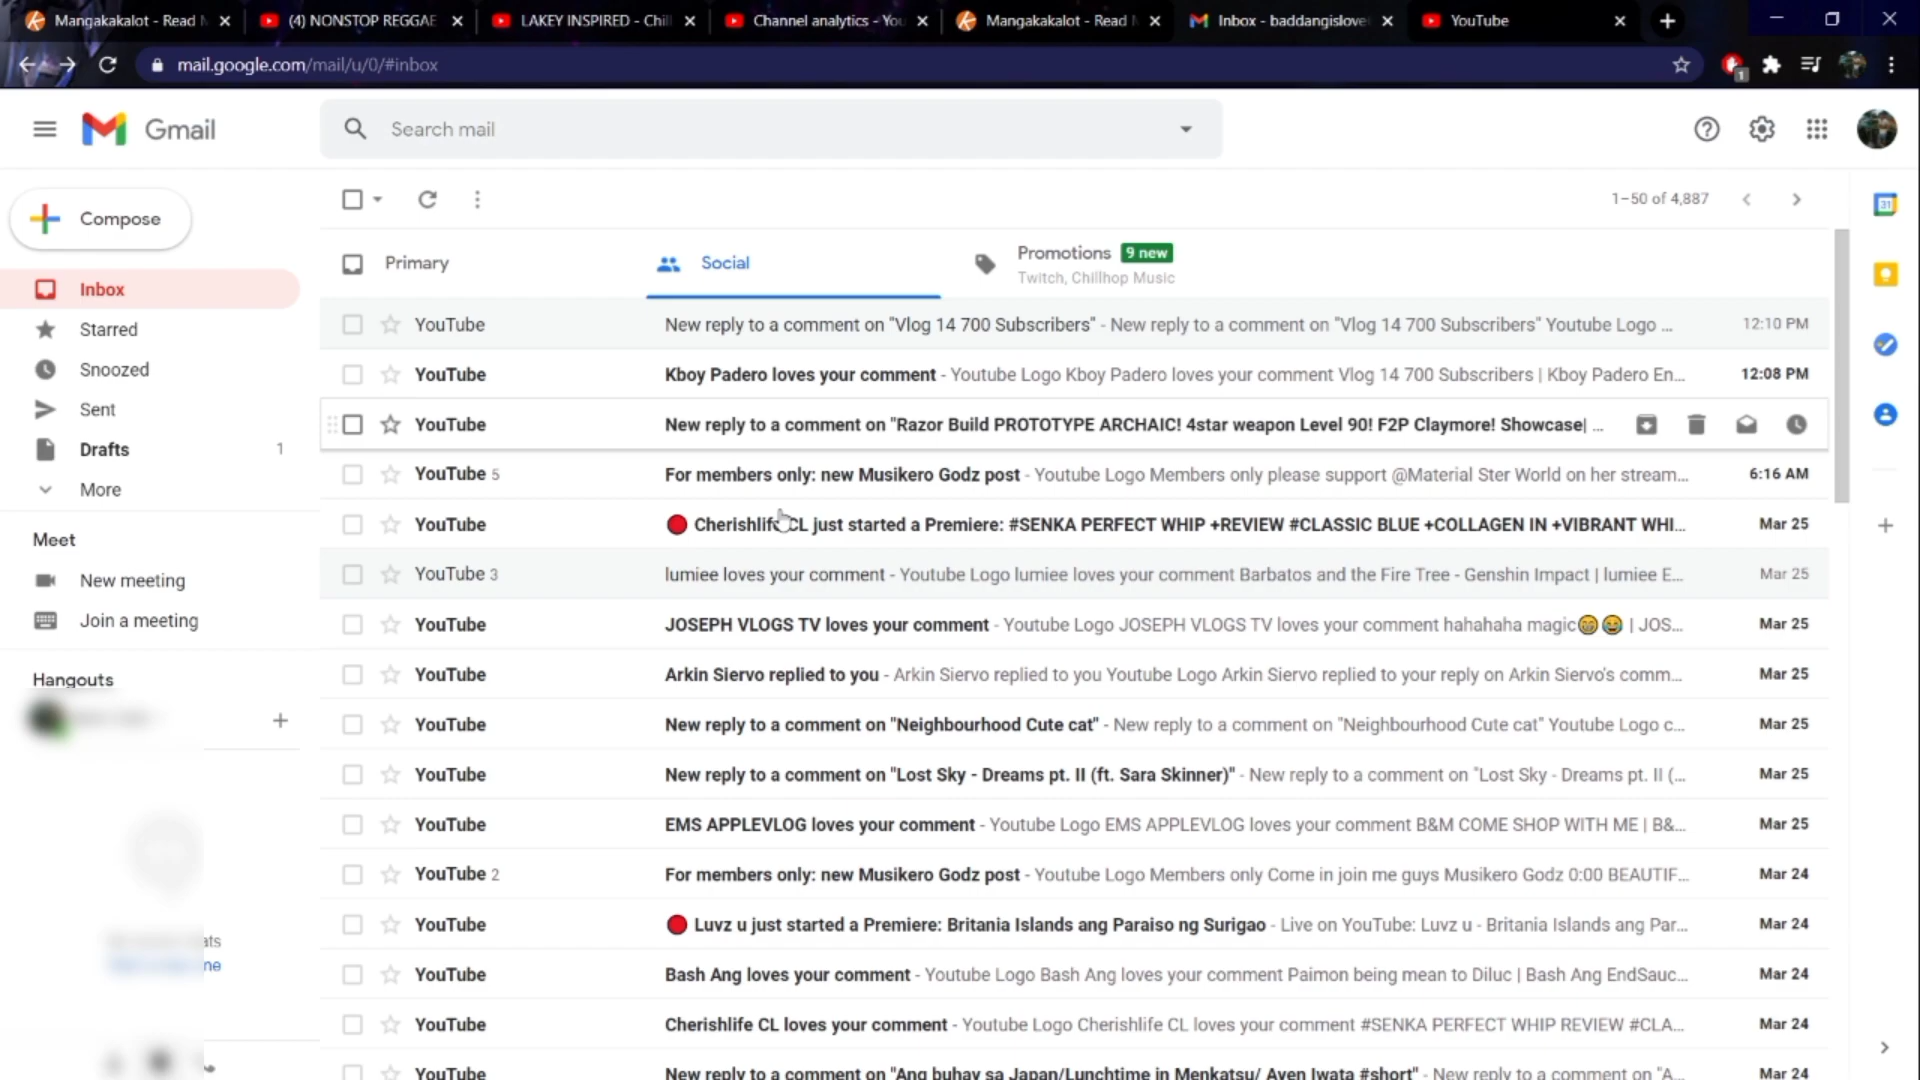 Mangakakalot - Read M
(4) NONSTOP REGGAE
LAKEY INSPIRED - Chil
Channel analytics - You
Mangakakalot - Read M
Inbox - baddangislove
YouTube
mail.google.com/mail/u/0/#inbox
1
Gmail
Search mail
Compose
1–50 of 4,887
31
Primary
Social
Promotions 9 new
Twitch, Chillhop Music
Inbox
Starred
Snoozed
Sent
Drafts 1
More
Meet
New meeting
Join a meeting
Hangouts
ats
me
YouTube New reply to a comment on "Vlog 14 700 Subscribers" - New reply to a comment on "Vlog 14 700 Subscribers" Youtube Logo ... 12:10 PM
YouTube Kboy Padero loves your comment - Youtube Logo Kboy Padero loves your comment Vlog 14 700 Subscribers | Kboy Padero En... 12:08 PM
YouTube New reply to a comment on "Razor Build PROTOTYPE ARCHAIC! 4star weapon Level 90! F2P Claymore! Showcase| ...
YouTube 5 For members only: new Musikero Godz post - Youtube Logo Members only please support @Material Ster World on her stream... 6:16 AM
YouTube 🔴 Cherishlife CL just started a Premiere: #SENKA PERFECT WHIP +REVIEW #CLASSIC BLUE +COLLAGEN IN +VIBRANT WHI... Mar 25
YouTube 3 lumiee loves your comment - Youtube Logo lumiee loves your comment Barbatos and the Fire Tree - Genshin Impact | lumiee E... Mar 25
YouTube JOSEPH VLOGS TV loves your comment - Youtube Logo JOSEPH VLOGS TV loves your comment hahahaha magic😁😂 | JOS... Mar 25
YouTube Arkin Siervo replied to you - Arkin Siervo replied to you Youtube Logo Arkin Siervo replied to your reply on Arkin Siervo's comm... Mar 25
YouTube New reply to a comment on "Neighbourhood Cute cat" - New reply to a comment on "Neighbourhood Cute cat" Youtube Logo c... Mar 25
YouTube New reply to a comment on "Lost Sky - Dreams pt. II (ft. Sara Skinner)" - New reply to a comment on "Lost Sky - Dreams pt. II (... Mar 25
YouTube EMS APPLEVLOG loves your comment - Youtube Logo EMS APPLEVLOG loves your comment B&M COME SHOP WITH ME | B&... Mar 25
YouTube 2 For members only: new Musikero Godz post - Youtube Logo Members only Come in join me guys Musikero Godz 0:00 BEAUTIF... Mar 24
YouTube 🔴 Luvz u just started a Premiere: Britania Islands ang Paraiso ng Surigao - Live on YouTube: Luvz u - Britania Islands ang Par... Mar 24
YouTube Bash Ang loves your comment - Youtube Logo Bash Ang loves your comment Paimon being mean to Diluc | Bash Ang EndSauc... Mar 24
YouTube Cherishlife CL loves your comment - Youtube Logo Cherishlife CL loves your comment #SENKA PERFECT WHIP REVIEW #CLA... Mar 24
YouTube New reply to a comment on "Ang buhay sa Japan/Lunchtime in Menkatsu/ Ayen Iwata #short" - New reply to a comment on "A... Mar 24